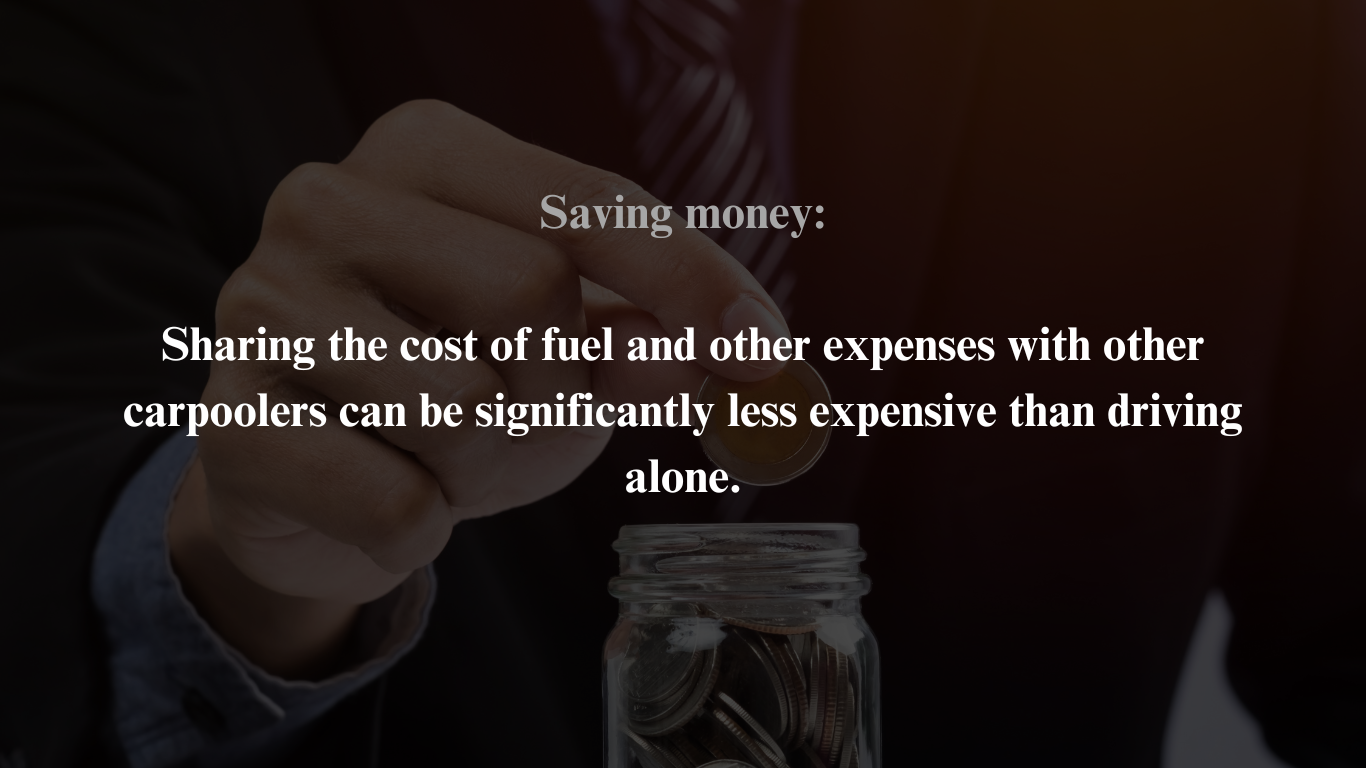 Saving money:
Sharing the cost of fuel and other expenses with other
carpoolers can be significantly less expensive than driving
alone.